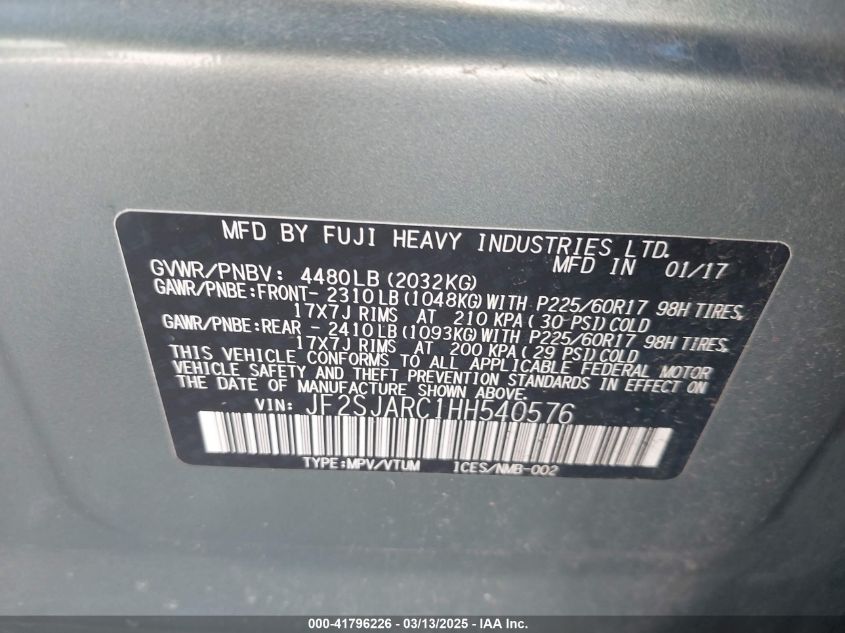 MFD BY FUJI HEAVY INDUSTRIES LTD.
MFD IN 01/17
GVWR/PNBV: 4480LB (2032KG)
GAWR/PNBE:FRONT- 2310LB (1048KG) WITH P225/60R17 98H TIRES,
17X7J RIMS AT 210 KPA ( 30 PSI) COLD
GAWR/PNBE:REAR - 2410LB (1093KG) WITH P225/60R17 98H TIRES,
17X7J RIMS AT 200 KPA ( 29 PSI) COLD
THIS VEHICLE CONFORMS TO ALL APPLICABLE FEDERAL MOTOR
VEHICLE SAFETY AND THEFT PREVENTION STANDARDS IN EFFECT ON
THE DATE OF MANUFACTURE SHOWN ABOVE.
VIN: JF2SJARC1HH540576
TYPE:MPV/VTUM ICES/NMB-002
000-41796226 - 03/13/2025 - IAA Inc.